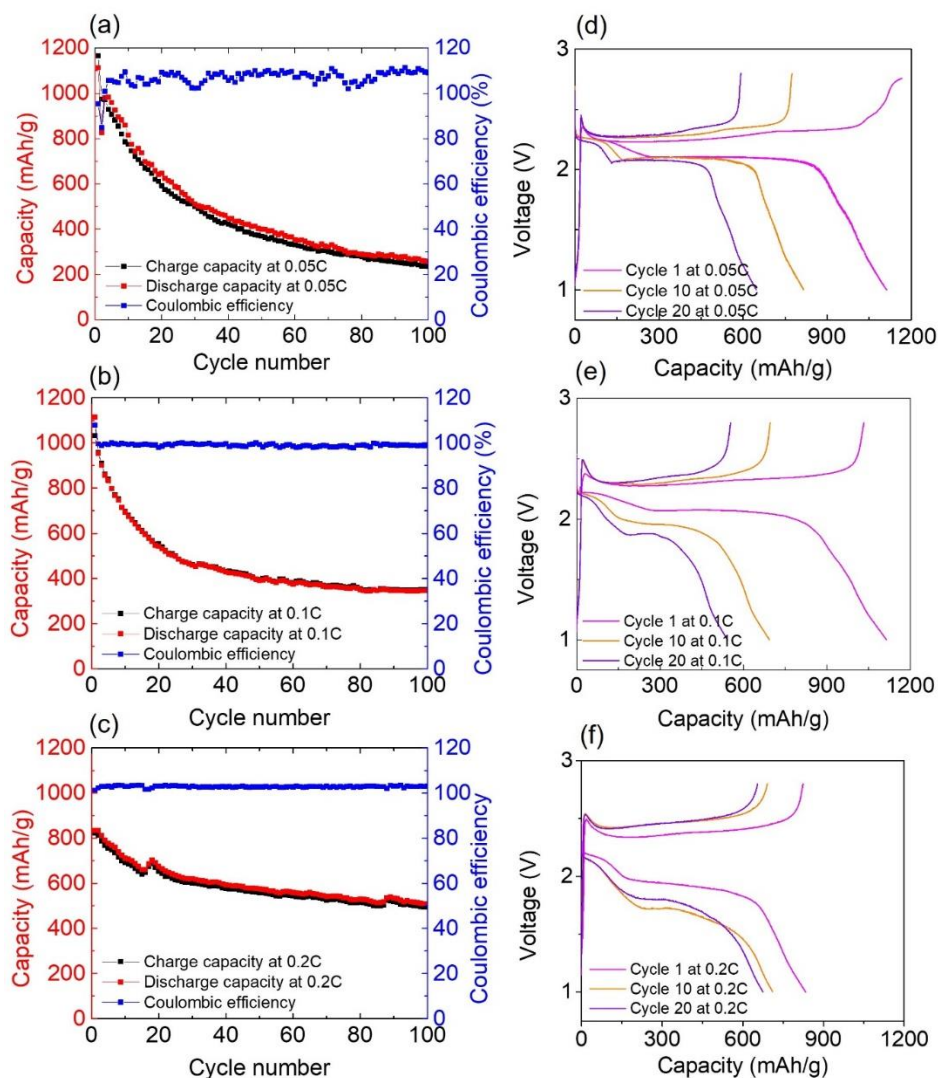 (a)
1200
1000
800
600
400
200
0
Capacity (mAh/g)
120
100
80
60
40
20
0
Coulombic efficiency (%)
Charge capacity at 0.05C
Discharge capacity at 0.05C
Coulombic efficiency
0 20 40 60 80 100
Cycle number
(d)
3
2
1
Voltage (V)
Cycle 1 at 0.05C
Cycle 10 at 0.05C
Cycle 20 at 0.05C
0 300 600 900 1200
Capacity (mAh/g)
(b)
1200
1000
800
600
400
200
0
Capacity (mAh/g)
120
100
80
60
40
20
0
Coulombic efficiency (%)
Charge capacity at 0.1C
Discharge capacity at 0.1C
Coulombic efficiency
0 20 40 60 80 100
Cycle number
(e)
3
2
1
Voltage (V)
Cycle 1 at 0.1C
Cycle 10 at 0.1C
Cycle 20 at 0.1C
0 300 600 900 1200
Capacity (mAh/g)
(c)
1200
1000
800
600
400
200
0
Capacity (mAh/g)
120
100
80
60
40
20
0
Coulombic efficiency
Charge capacity at 0.2C
Discharge capacity at 0.2C
Coulombic efficiency
0 20 40 60 80 100
Cycle number
(f)
3
2
1
Voltage (V)
Cycle 1 at 0.2C
Cycle 10 at 0.2C
Cycle 20 at 0.2C
0 300 600 900 1200
Capacity (mAh/g)